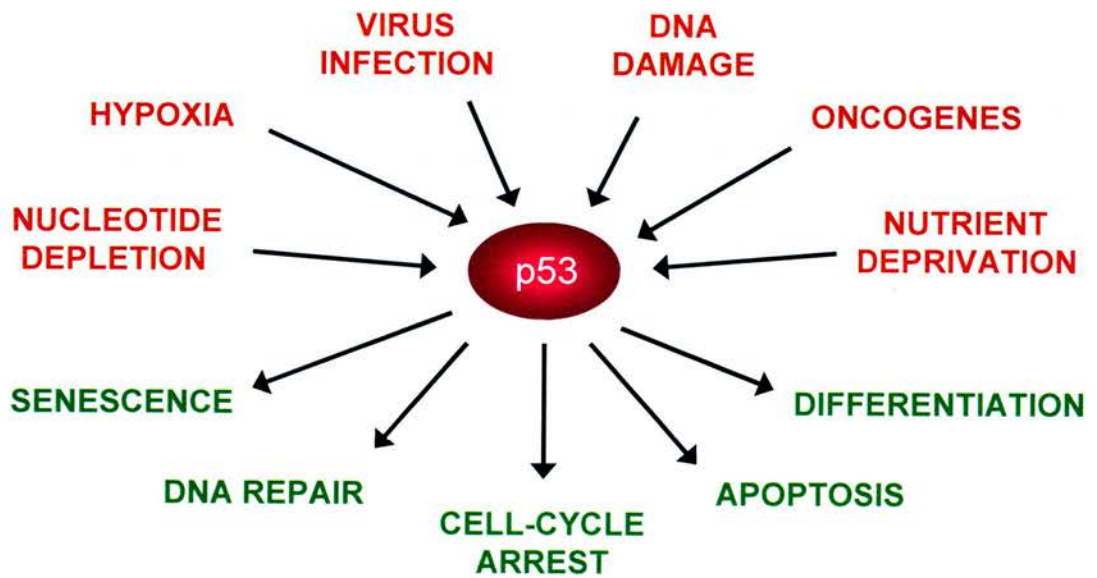 VIRUS
INFECTION
DNA
DAMAGE
HYPOXIA
ONCOGENES
NUCLEOTIDE
DEPLETION
NUTRIENT
DEPRIVATION
p53
SENESCENCE
DIFFERENTIATION
DNA REPAIR
APOPTOSIS
CELL-CYCLE
ARREST